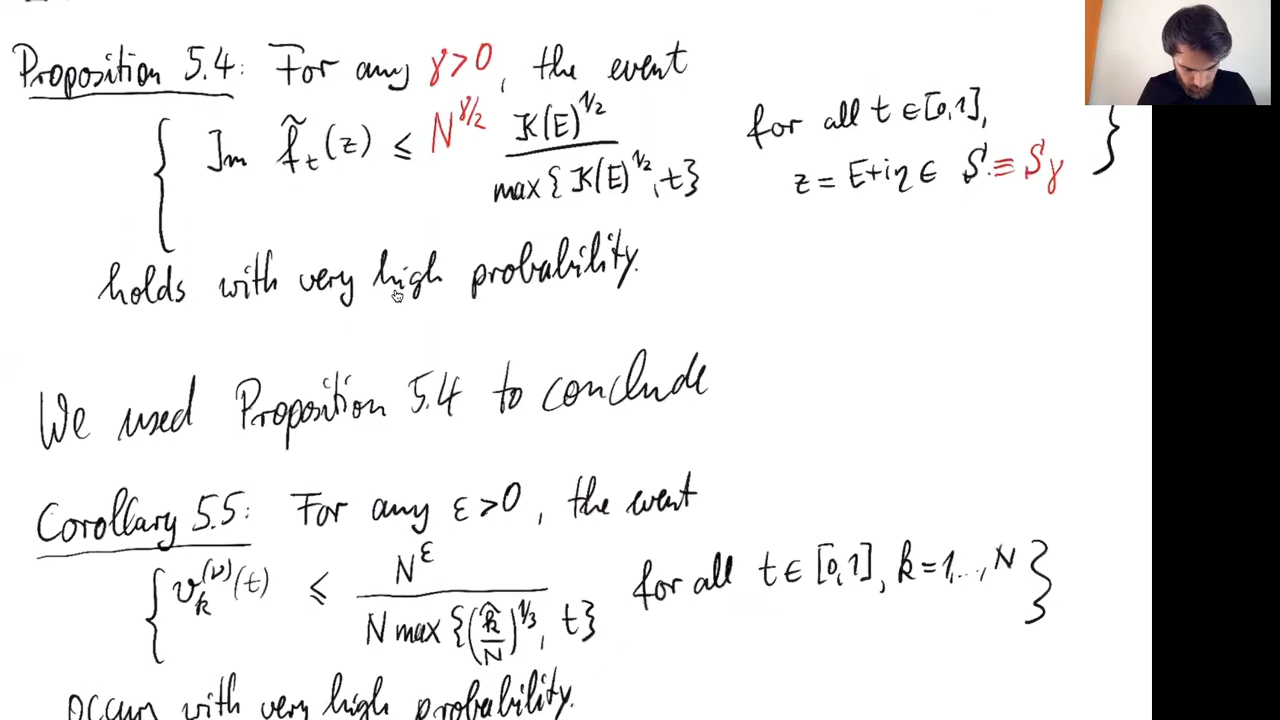 Proposition 5.4: For any γ>0, the event
{ Im f̃_t(z) ≤ N^{γ/2} K(E)^{1/2} / max{K(E)^{1/2}, t} for all t∈[0,1], z = E+iη ∈ S ≡ S_γ }
holds with very high probability.
We used Proposition 5.4 to conclude
Corollary 5.5: For any ε>0, the event
{ v_k^{(ν)}(t) ≤ N^ε / N max{(k̂/N)^{1/3}, t} for all t∈[0,1], k=1,...,N }
occurs with very high probability.